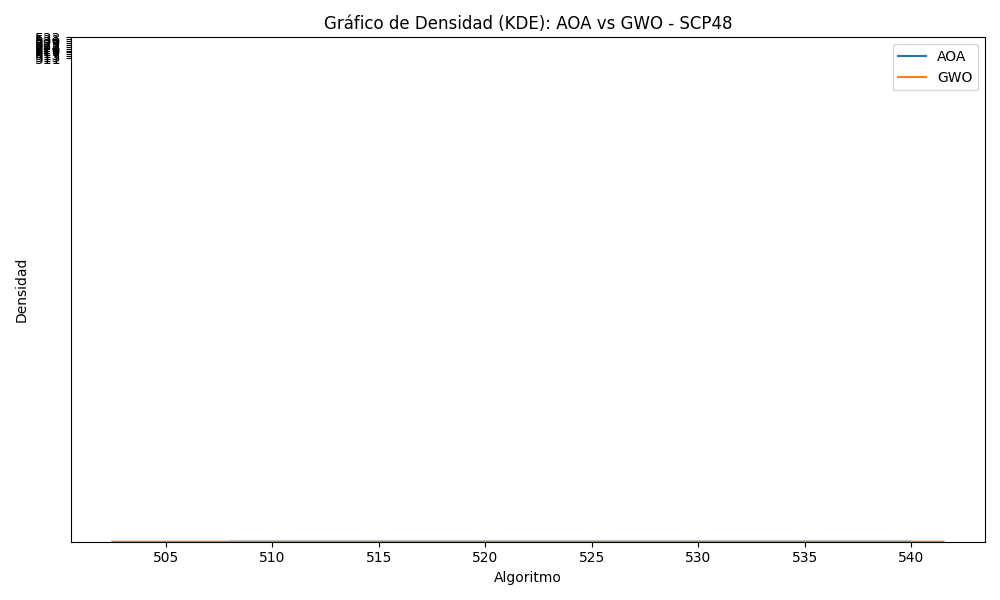 Gráfico de Densidad (KDE): AOA vs GWO - SCP48
AOA
GWO
Densidad
505 510 515 520 525 530 535 540
Algoritmo